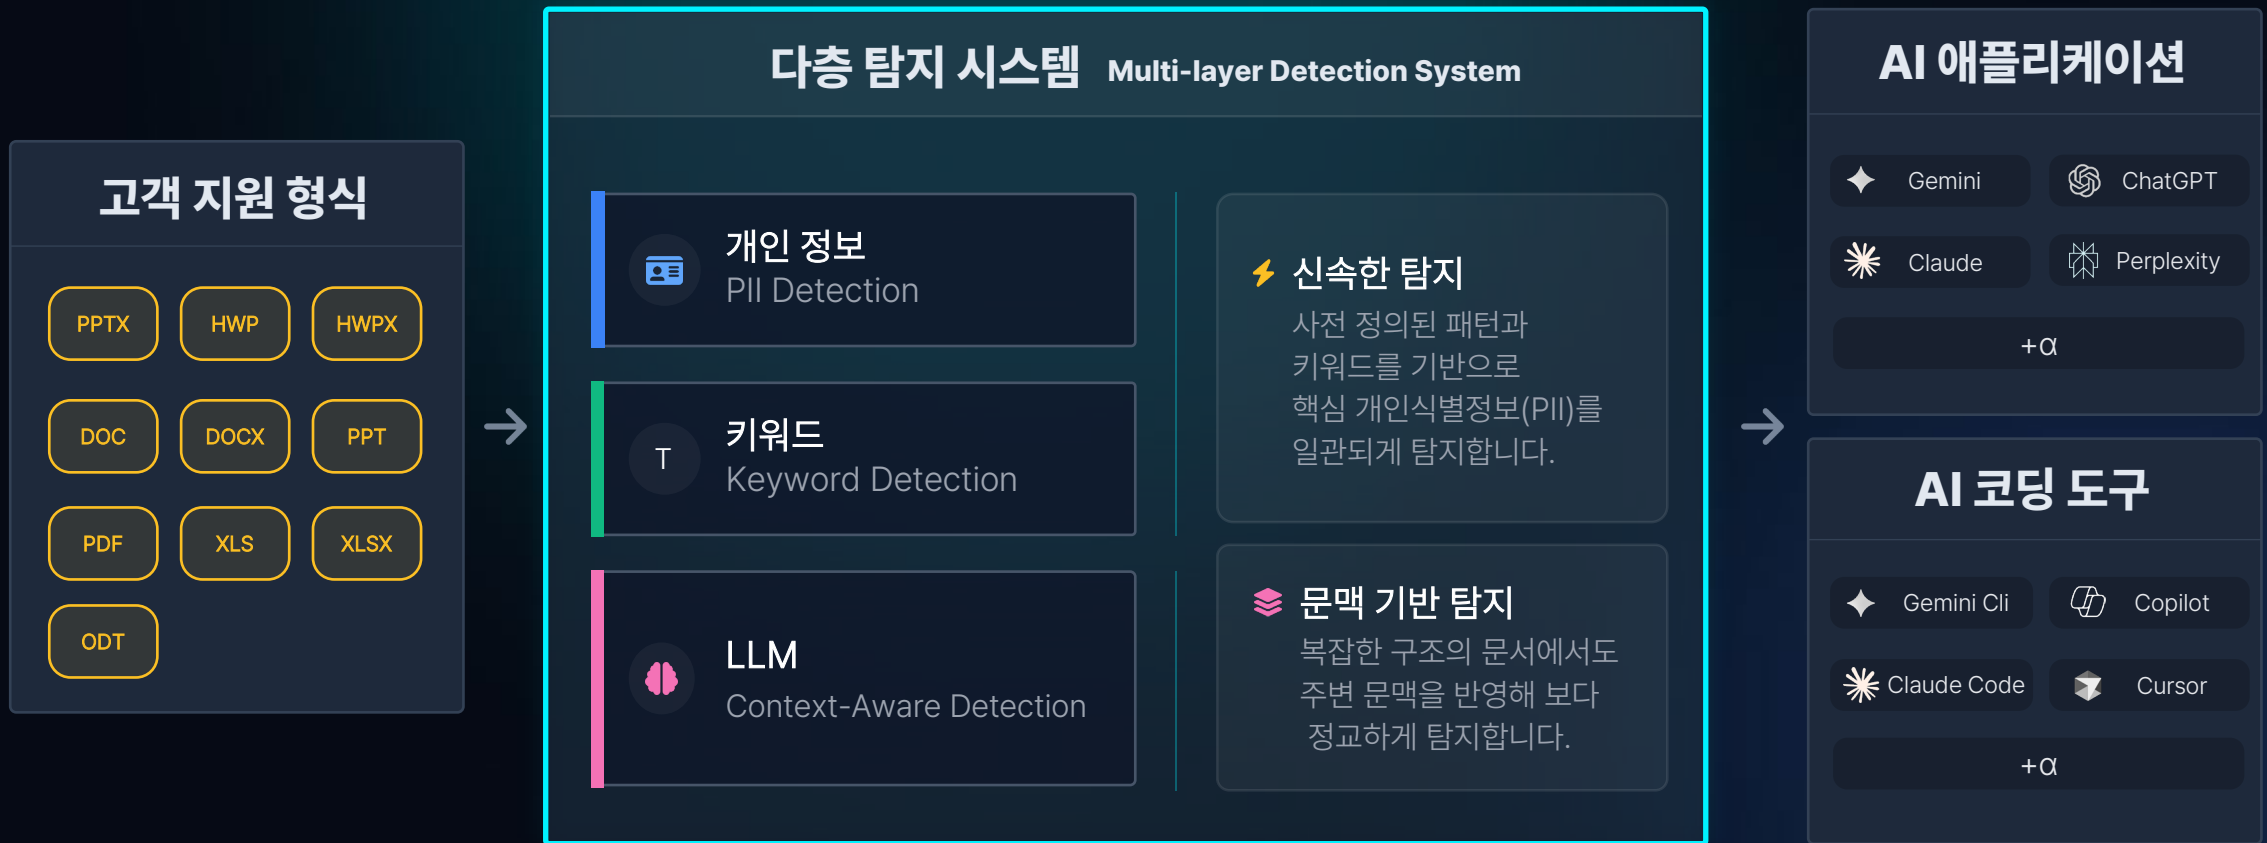 고객 지원 형식
PPTX
HWP
HWPX
DOC
DOCX
PPT
PDF
XLS
XLSX
ODT
다층 탐지 시스템 Multi-layer Detection System
개인 정보
PII Detection
T
키워드
Keyword Detection
LLM
Context-Aware Detection
신속한 탐지
사전 정의된 패턴과
키워드를 기반으로
핵심 개인식별정보(PII)를
일관되게 탐지합니다.
문맥 기반 탐지
복잡한 구조의 문서에서도
주변 문맥을 반영해 보다
정교하게 탐지합니다.
AI 애플리케이션
Gemini
ChatGPT
Claude
Perplexity
+α
AI 코딩 도구
Gemini Cli
Copilot
Claude Code
Cursor
+α